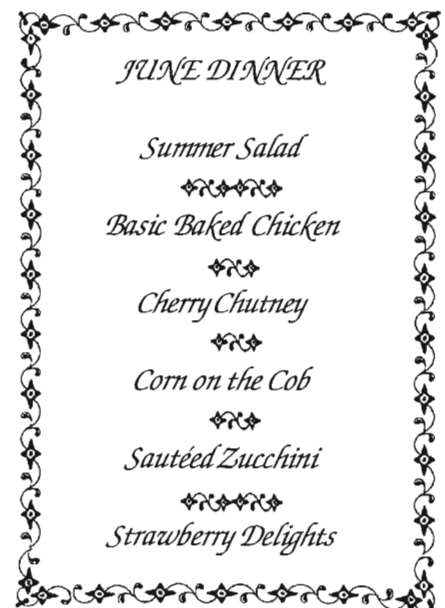 JUNE DINNER
Summer Salad
Basic Baked Chicken
Cherry Chutney
Corn on the Cob
Sautéed Zucchini
Strawberry Delights